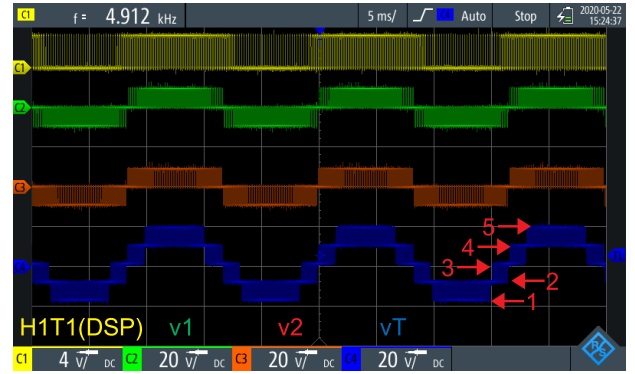 C1 f = 4.912 kHz 5 ms/ C4 Auto Stop 2020-05-22
15:24:37
C1
C2
C3
5
4
3
2
C4
1
H1T1(DSP) v1 v2 vT
C1 4 V/ DC C2 20 V/ DC C3 20 V/ DC C4 20 V/ DC
R&S